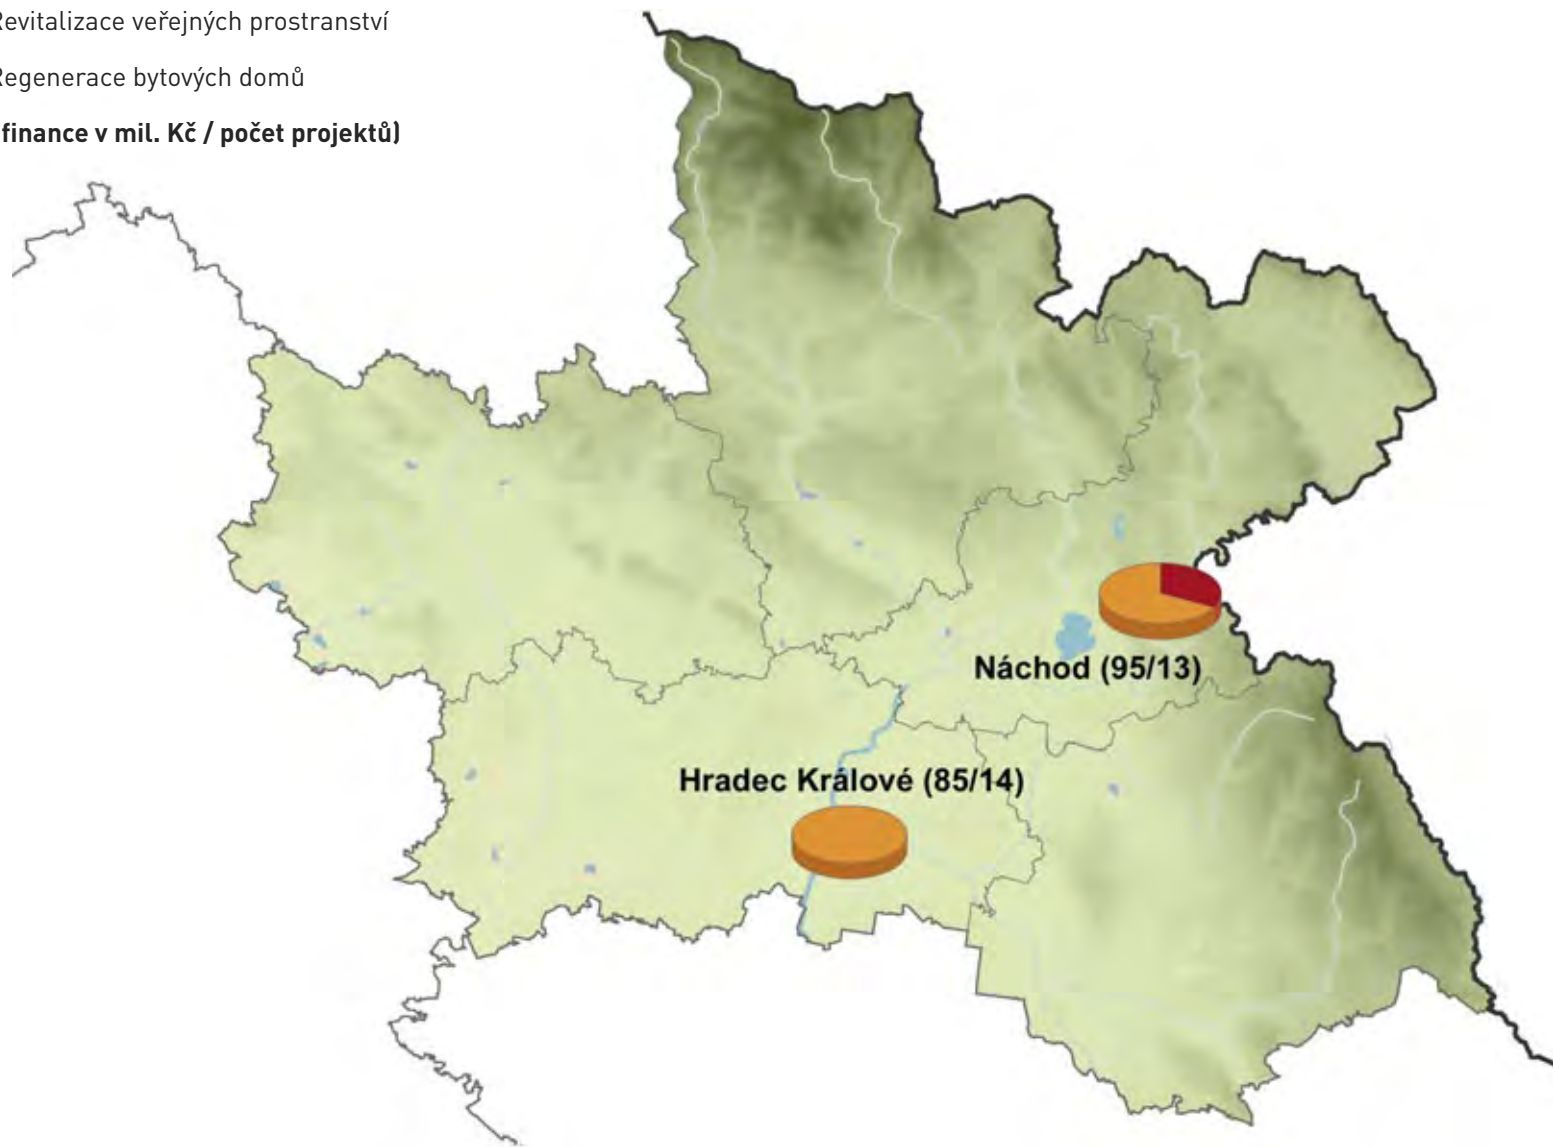 Revitalizace veřejných prostranství
Regenerace bytových domů
finance v mil. Kč / počet projektů)
Náchod (95/13)
Hradec Králové (85/14)